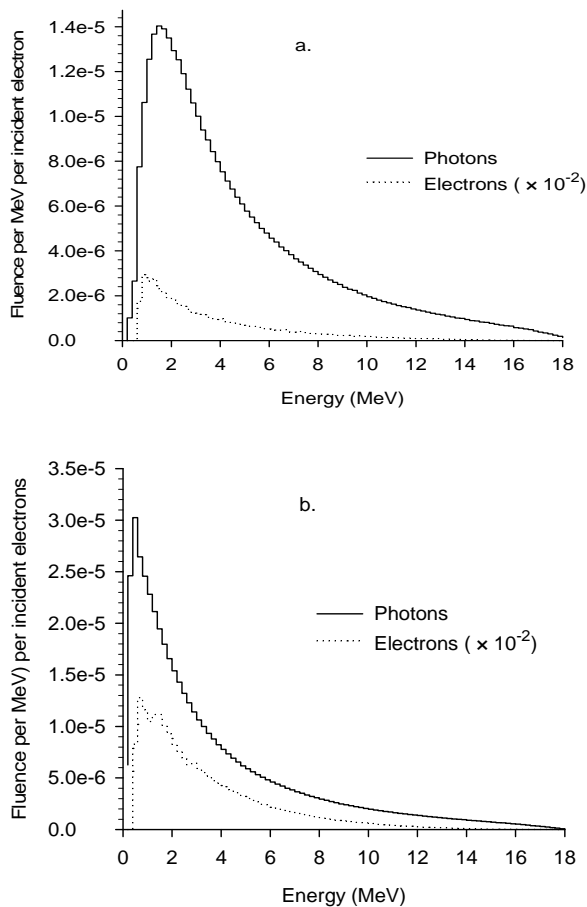 1.4e-5
1.2e-5
1.0e-5
8.0e-6
6.0e-6
4.0e-6
2.0e-6
0.0
Fluence per MeV per incident electron
a.
Photons
Electrons ( × 10-2)
0 2 4 6 8 10 12 14 16 18
Energy (MeV)
3.5e-5
3.0e-5
2.5e-5
2.0e-5
1.5e-5
1.0e-5
5.0e-6
0.0
Fluence per MeV) per incident electrons
b.
Photons
Electrons ( × 10-2)
0 2 4 6 8 10 12 14 16 18
Energy (MeV)